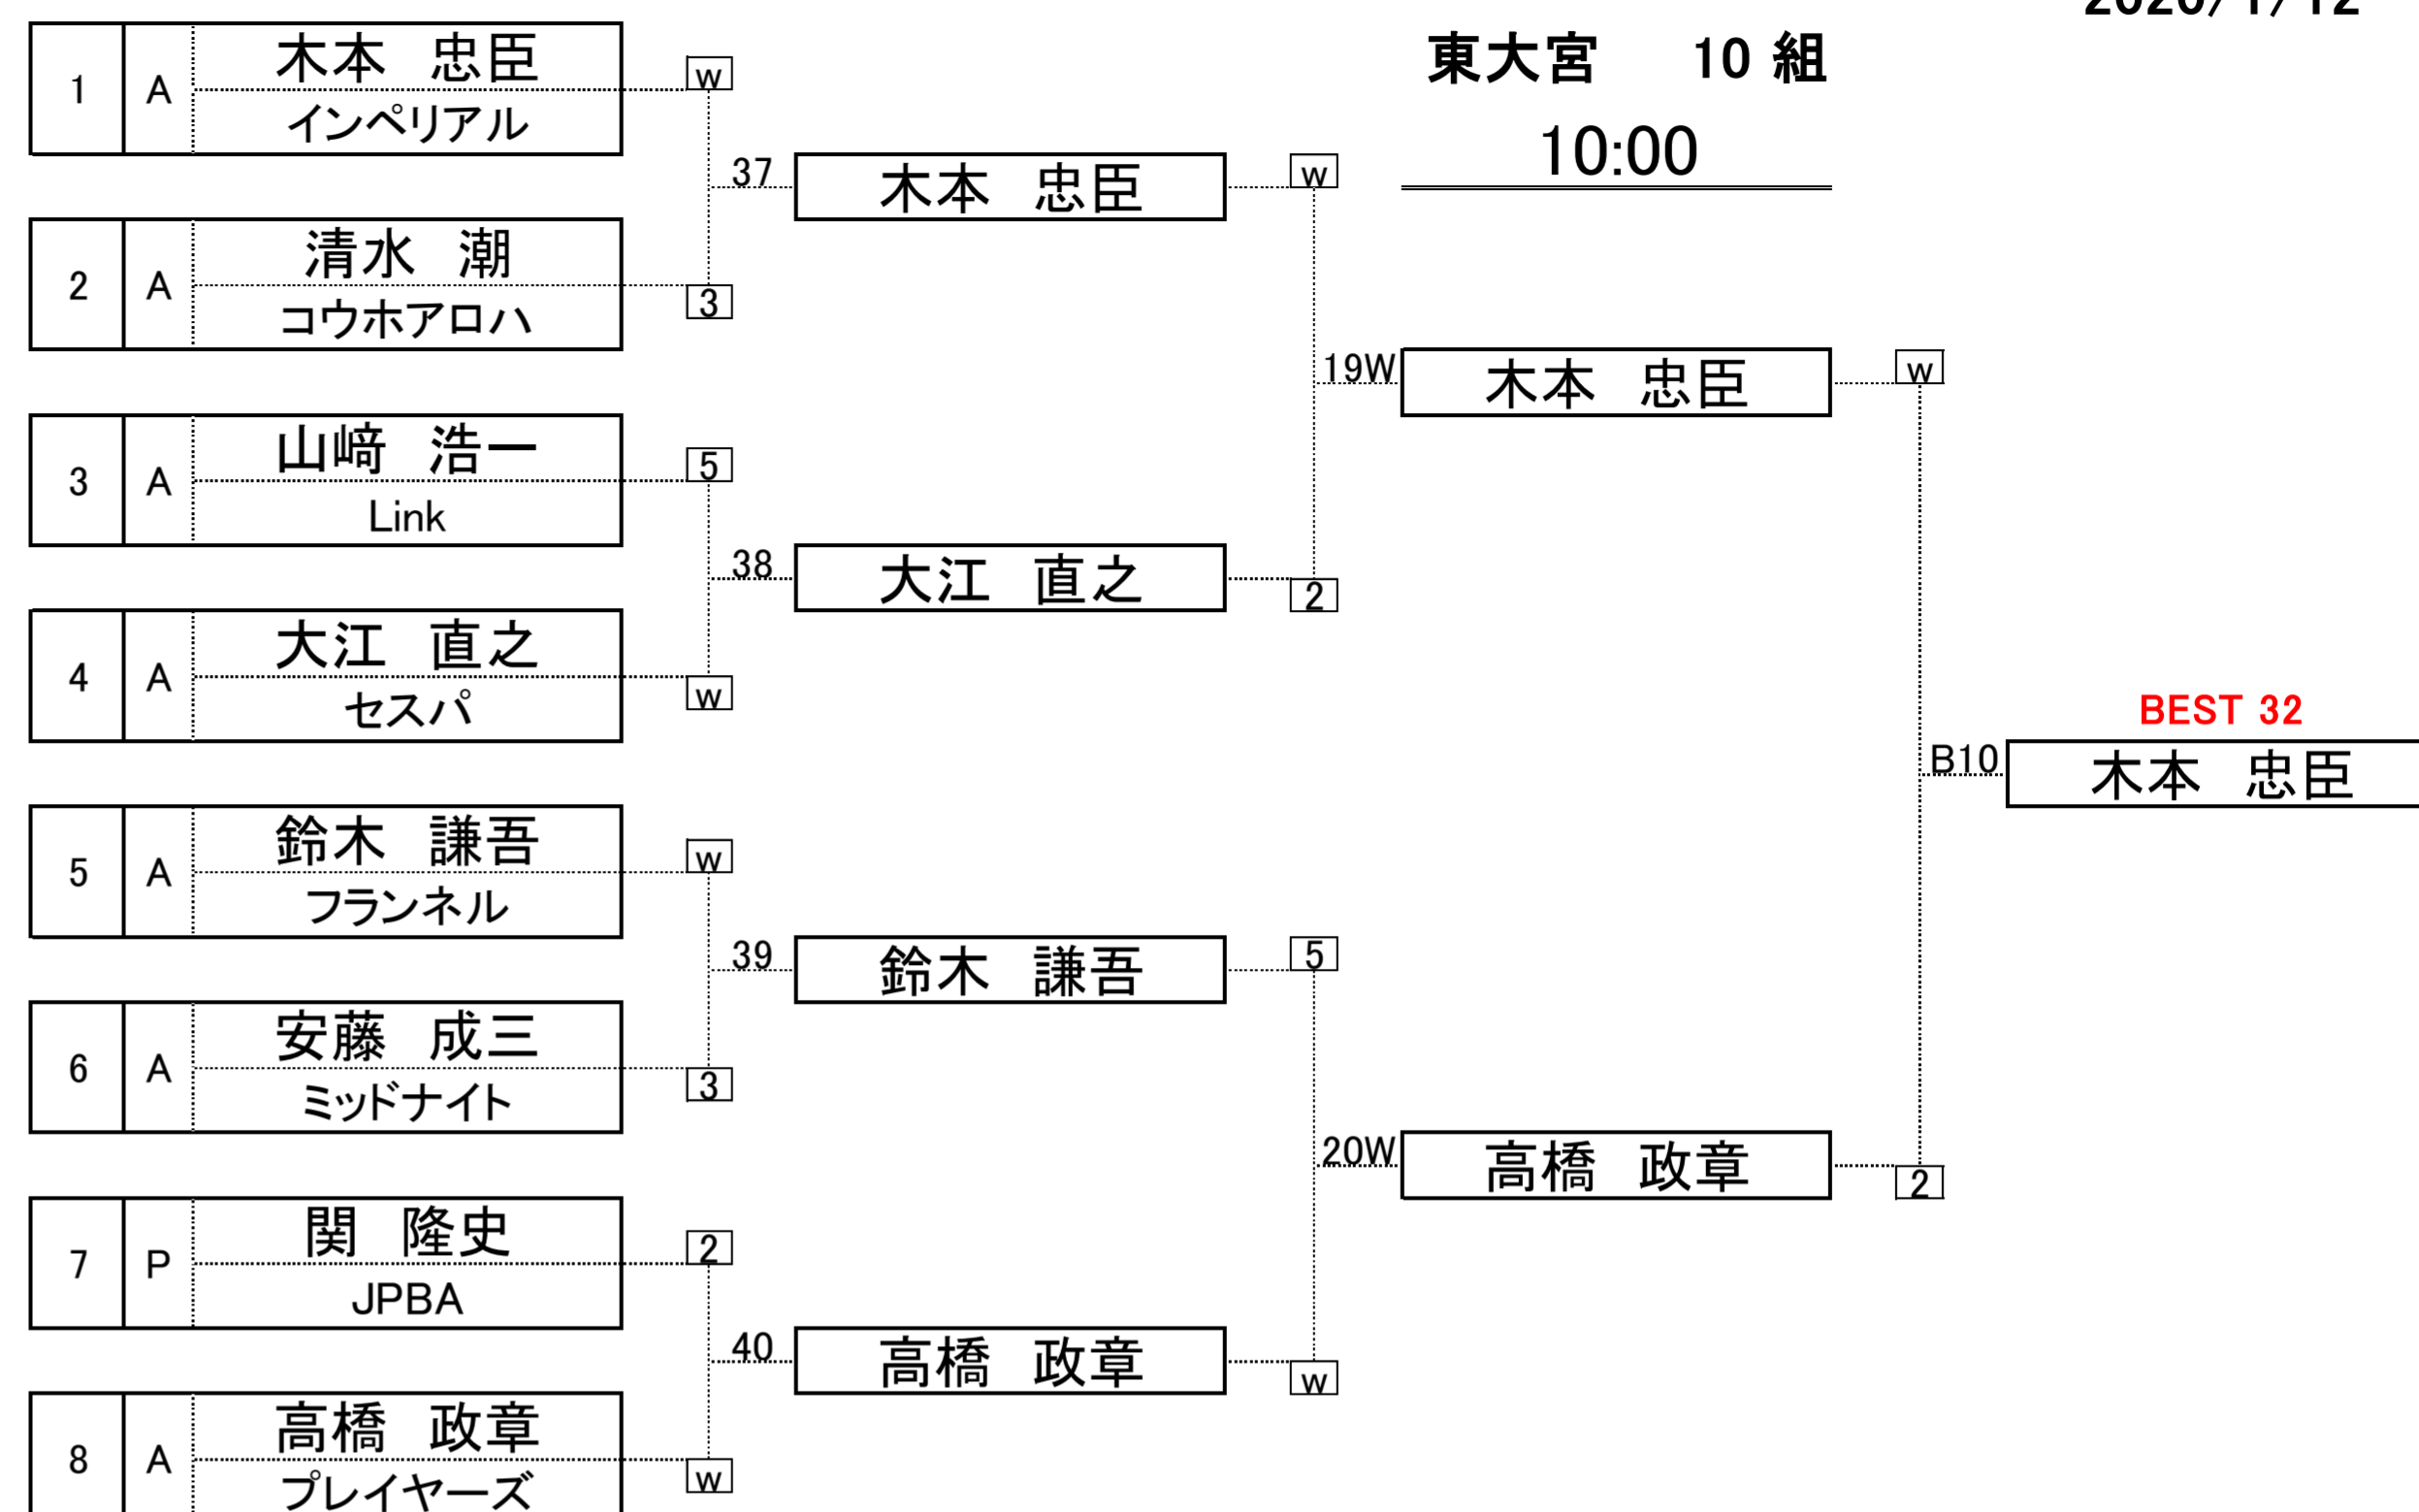 東大宮 10 組
10:00
1 A 木本 忠臣
インペリアル
w
37 木本 忠臣 w
2 A 清水 潮
コウホアロハ
3
19W 木本 忠臣 w
3 A 山﨑 浩一
Link
5
38 大江 直之 2
4 A 大江 直之
セスパ
w
BEST 32
B10 木本 忠臣
5 A 鈴木 謙吾
フランネル
w
39 鈴木 謙吾 5
6 A 安藤 成三
ミッドナイト
3
20W 高橋 政章 2
7 P 関 隆史
JPBA
2
40 高橋 政章 w
8 A 高橋 政章
プレイヤーズ
w